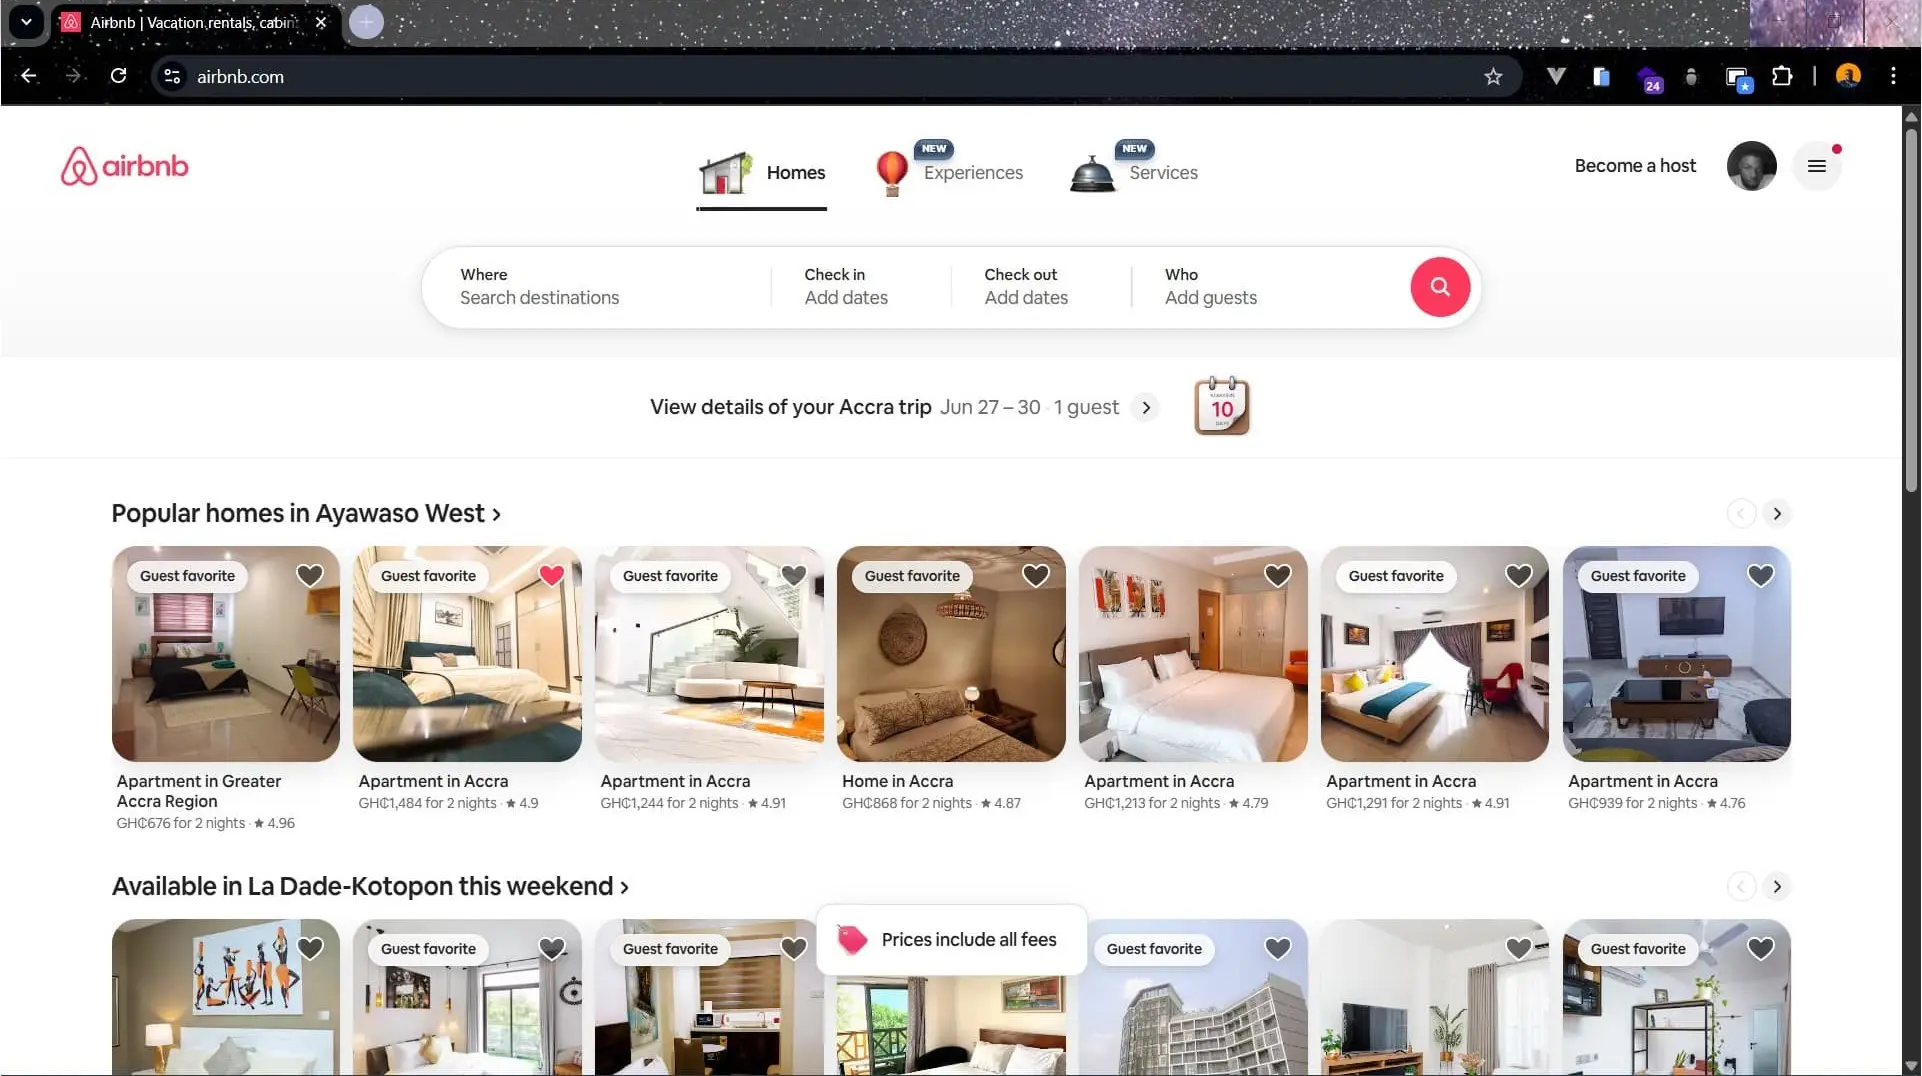 Airbnb | Vacation rentals, cabin
airbnb.com
24
airbnb
Homes
NEW
Experiences
NEW
Services
Become a host
Where
Search destinations
Check in
Add dates
Check out
Add dates
Who
Add guests
View details of your Accra trip Jun 27 – 30 · 1 guest
10
DAYS
Popular homes in Ayawaso West
Guest favorite
Guest favorite
Guest favorite
Guest favorite
Guest favorite
Guest favorite
Apartment in Greater
Accra Region
GH₵676 for 2 nights · ★ 4.96
Apartment in Accra
GH₵1,484 for 2 nights · ★ 4.9
Apartment in Accra
GH₵1,244 for 2 nights · ★ 4.91
Home in Accra
GH₵868 for 2 nights · ★ 4.87
Apartment in Accra
GH₵1,213 for 2 nights · ★ 4.79
Apartment in Accra
GH₵1,291 for 2 nights · ★ 4.91
Apartment in Accra
GH₵939 for 2 nights · ★ 4.76
Available in La Dade-Kotopon this weekend
Guest favorite
Guest favorite
Prices include all fees
Guest favorite
Guest favorite